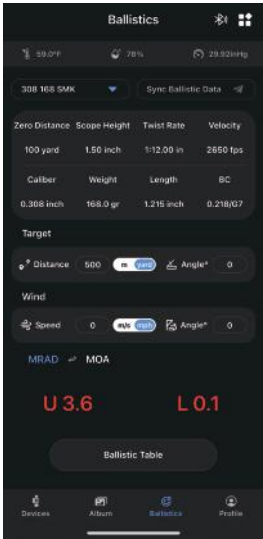 Ballistics
59.0°F 78% 29.92inHg
308 168 SMK Sync Ballistic Data
Zero Distance Scope Height Twist Rate Velocity
100 yard 1.50 inch 1:12.00 in 2650 fps
Caliber Weight Length BC
0.308 inch 168.0 gr 1.215 inch 0.218/G7
Target
Distance 500 m yard Angle° 0
Wind
Speed 0 m/s mph Angle° 0
MRAD ⇌ MOA
U 3.6 L 0.1
Ballistic Table
Devices Album Ballistics Profile